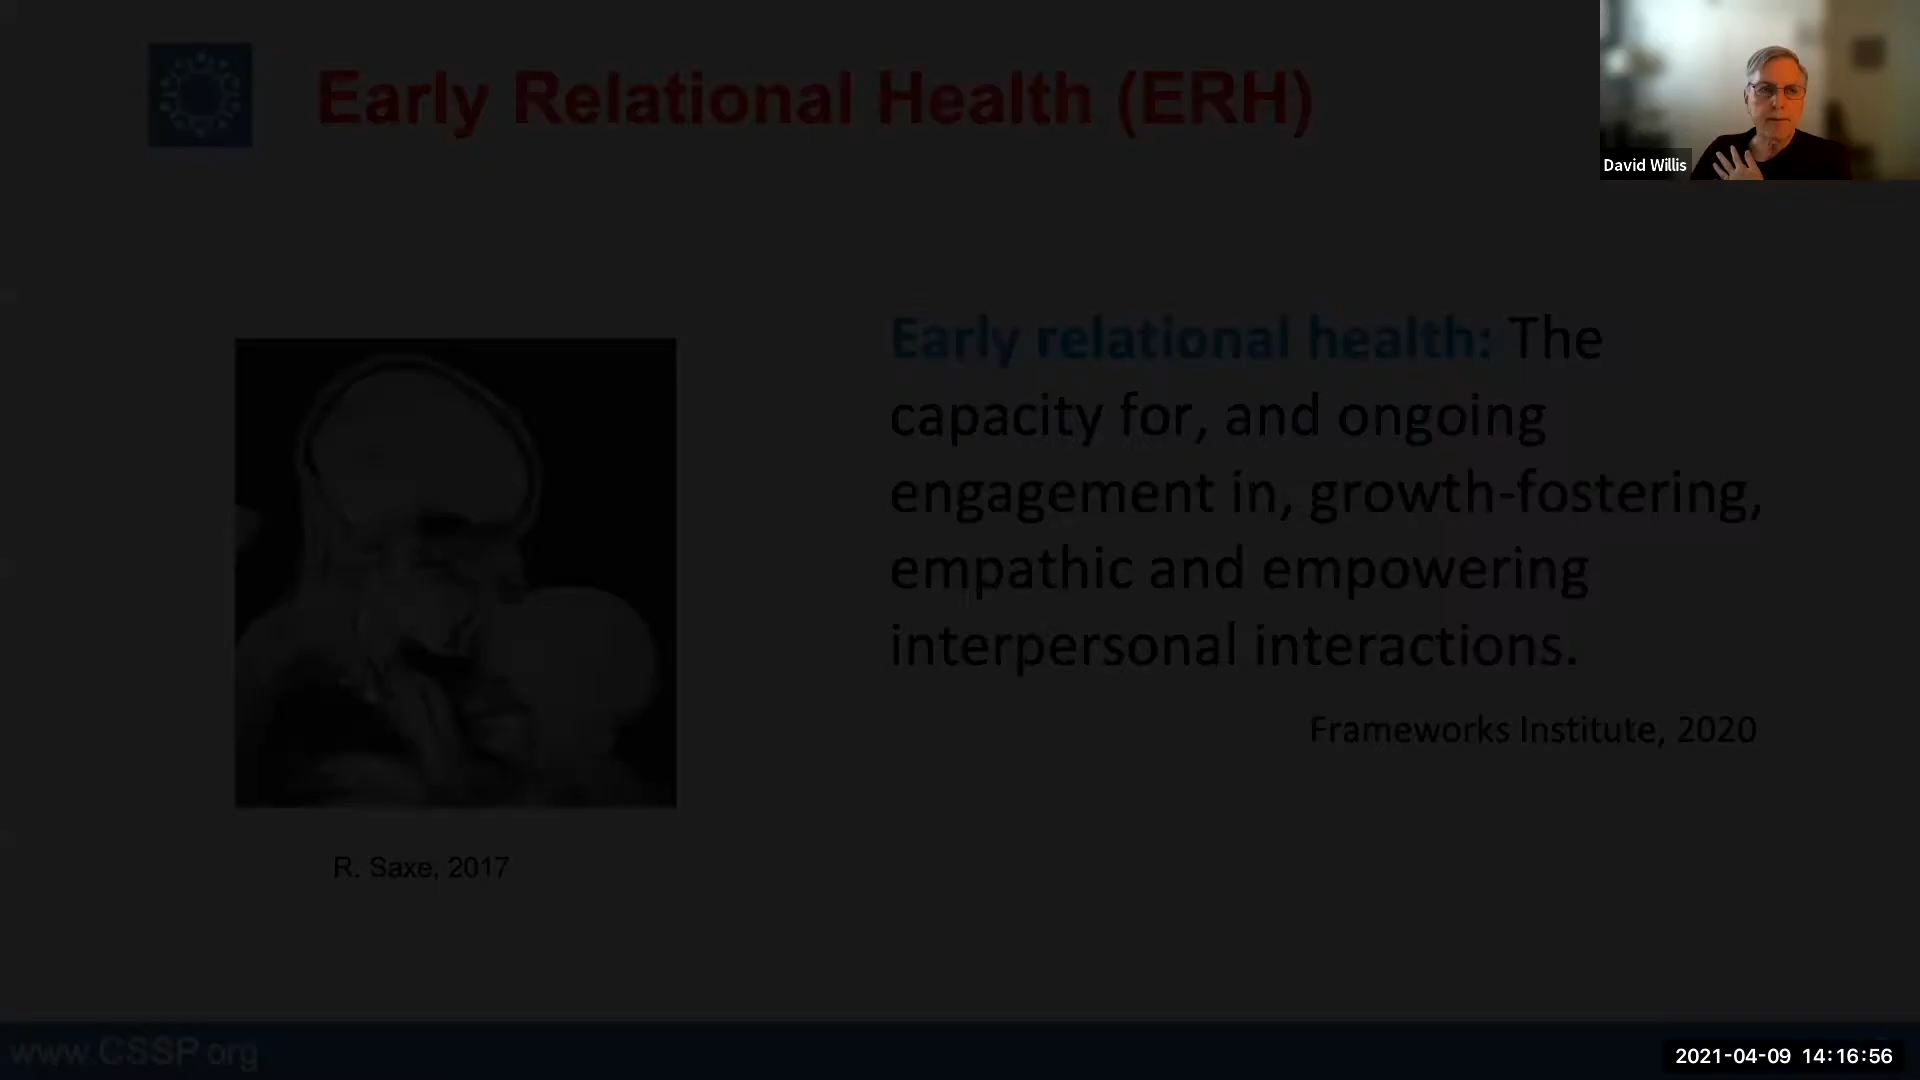 Early Relational Health (ERH)
David Willis
Early relational health: The
capacity for, and ongoing
engagement in, growth-fostering,
empathic and empowering
interpersonal interactions.
Frameworks Institute, 2020
R. Saxe, 2017
www.CSSP.org
2021-04-09 14:16:56